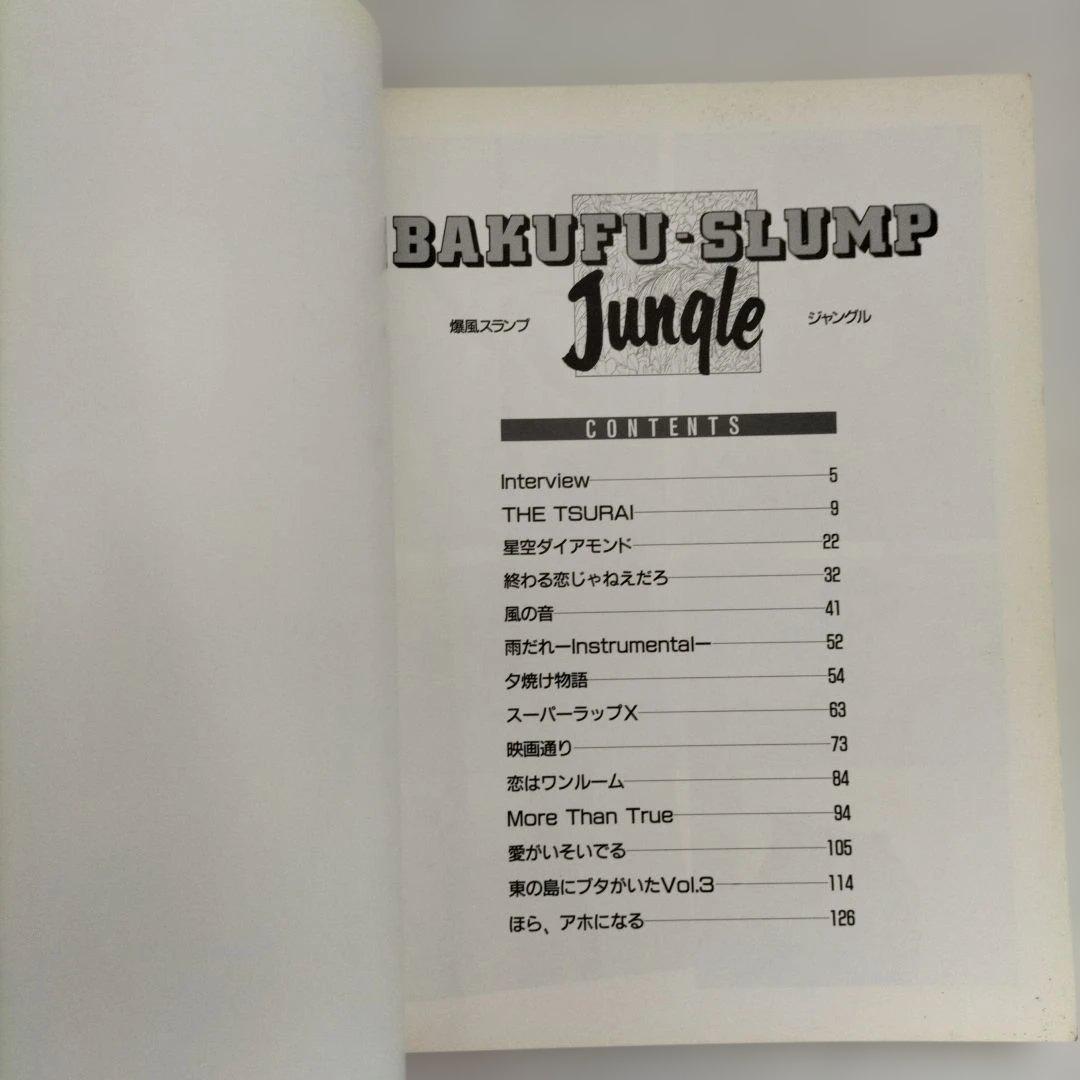 BAKUFU-SLUMP
Jungle
爆風スランプ ジャングル
CONTENTS
Interview 5
THE TSURAI 9
星空ダイアモンド 22
終わる恋じゃねえだろ 32
風の音 41
雨だれーInstrumentalー 52
夕焼け物語 54
スーパーラップX 63
映画通り 73
恋はワンルーム 84
More Than True 94
愛がいそいでる 105
東の島にブタがいたVol.3 114
ほら、アホになる 126